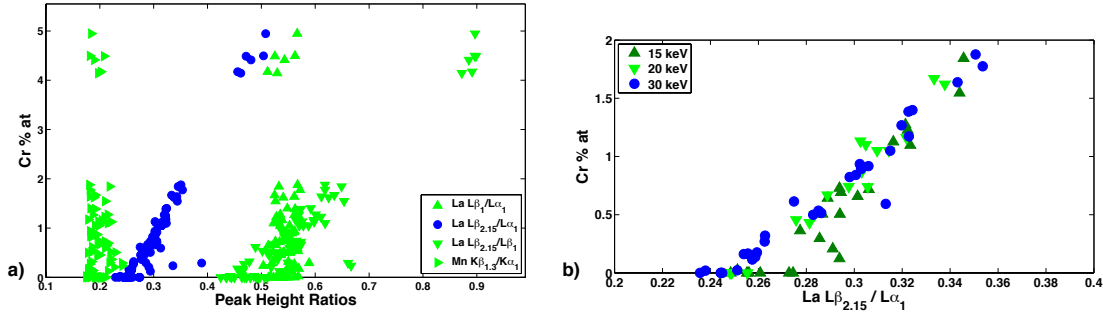 5
4
Cr % at
3
2
1
0
La Lβ1/Lα1
La Lβ2.15/Lα1
La Lβ2.15/Lβ1
Mn Kβ1.3/Kα1
a)
0.1 0.2 0.3 0.4 0.5 0.6 0.7 0.8 0.9
Peak Height Ratios
15 keV
20 keV
30 keV
2
1.5
Cr % at
1
0.5
0
b)
0.2 0.22 0.24 0.26 0.28 0.3 0.32 0.34 0.36 0.38 0.4
La Lβ2.15 / Lα1